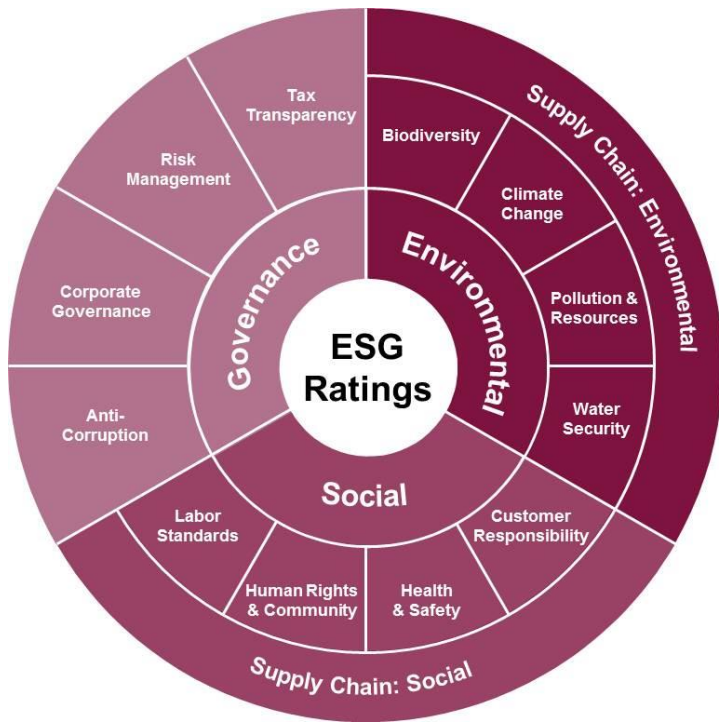 ESG
Ratings
Environmental
Biodiversity
Climate
Change
Pollution &
Resources
Water
Security
Supply Chain: Environmental
Social
Customer
Responsibility
Health
& Safety
Human Rights
& Community
Labor
Standards
Supply Chain: Social
Governance
Anti-
Corruption
Corporate
Governance
Risk
Management
Tax
Transparency